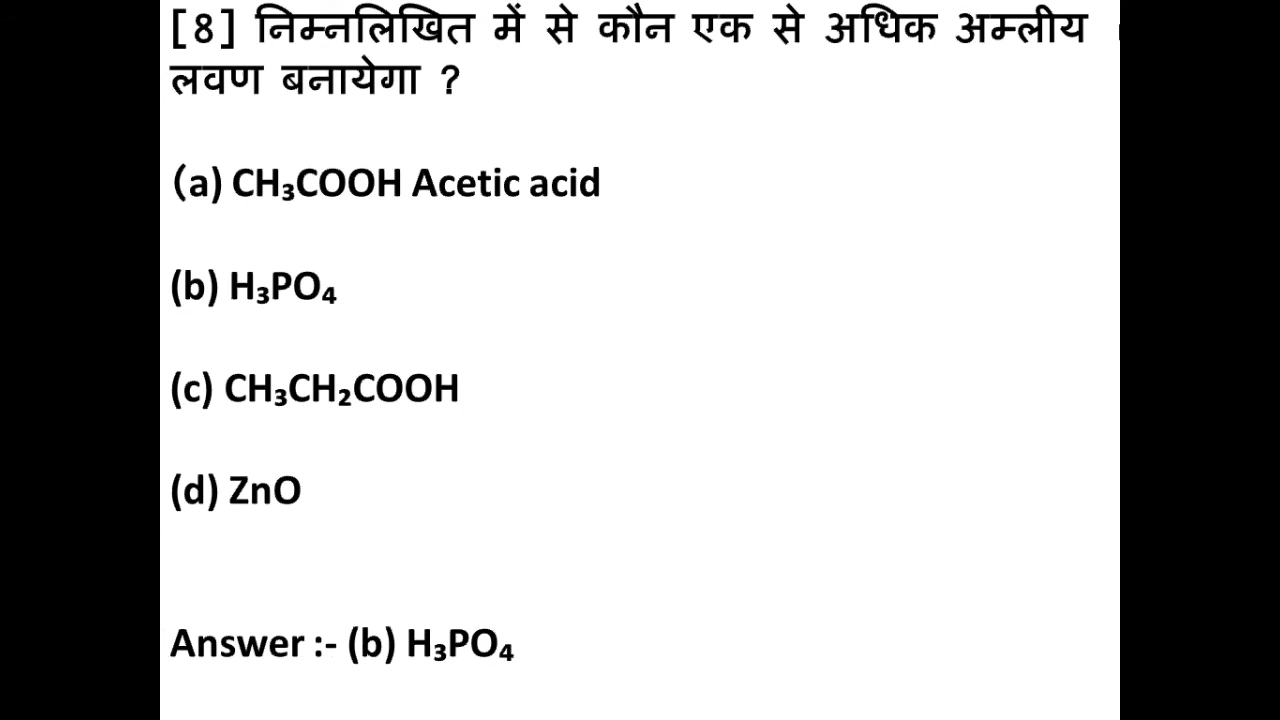 [8] निम्नलिखित में से कौन एक से अधिक अम्लीय
लवण बनायेगा ?
(a) CH₃COOH Acetic acid
(b) H₃PO₄
(c) CH₃CH₂COOH
(d) ZnO
Answer :- (b) H₃PO₄